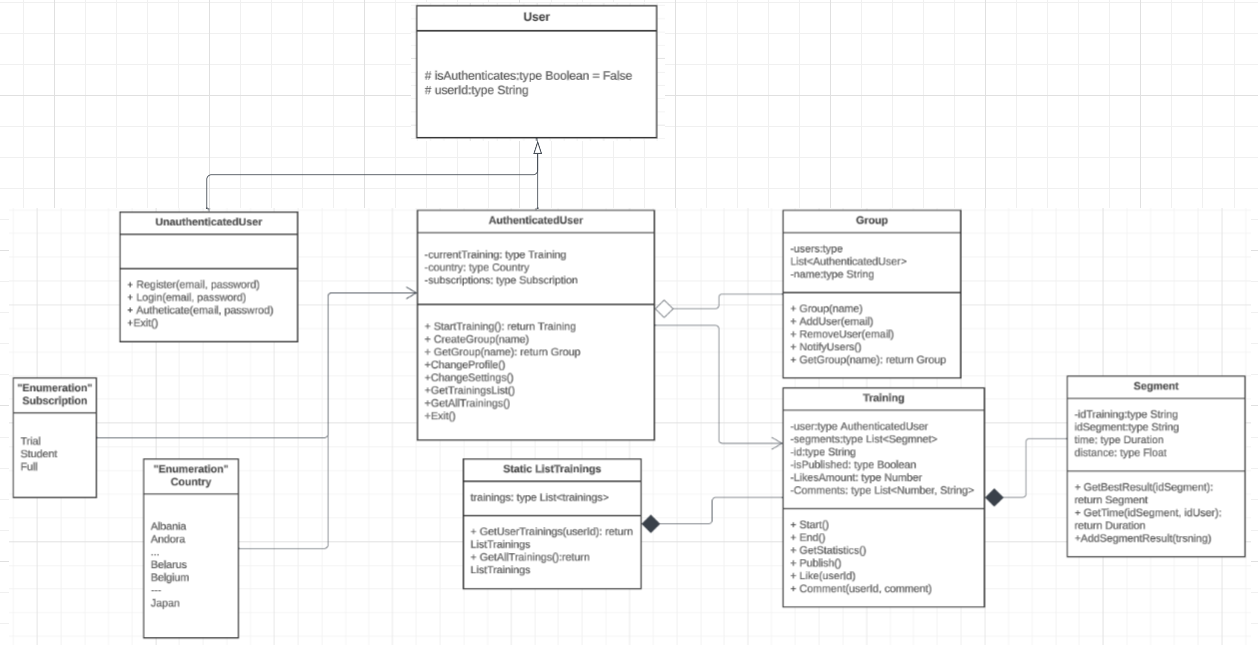 User
# isAuthenticates:type Boolean = False
# userId:type String
UnauthenticatedUser
+ Register(email, password)
+ Login(email, password)
+ Autheticate(email, passwrod)
+Exit()
AuthenticatedUser
-currentTraining: type Training
-country: type Country
-subscriptions: type Subscription
+ StartTraining(): return Training
+ CreateGroup(name)
+ GetGroup(name): return Group
+ChangeProfile()
+ChangeSettings()
+GetTrainingsList()
+GetAllTrainings()
+Exit()
Group
-users:type
List<AuthenticatedUser>
-name:type String
+ Group(name)
+ AddUser(email)
+ RemoveUser(email)
+ NotifyUsers()
+ GetGroup(name): return Group
"Enumeration"
Subscription
Trial
Student
Full
"Enumeration"
Country
Albania
Andora
...
Belarus
Belgium
---
Japan
Static ListTrainings
trainings: type List<trainings>
+ GetUserTrainings(userId): return
ListTrainings
+ GetAllTrainings():return
ListTrainings
Training
-user:type AuthenticatedUser
-segments:type List<Segmnet>
-id:type String
-isPublished: type Boolean
-LikesAmount: type Number
-Comments: type List<Number, String>
+ Start()
+ End()
+ GetStatistics()
+ Publish()
+ Like(userId)
+ Comment(userId, comment)
Segment
-idTraining:type String
idSegment:type String
time: type Duration
distance: type Float
+ GetBestResult(idSegment):
return Segment
+ GetTime(idSegment, idUser):
return Duration
+AddSegmentResult(trsning)